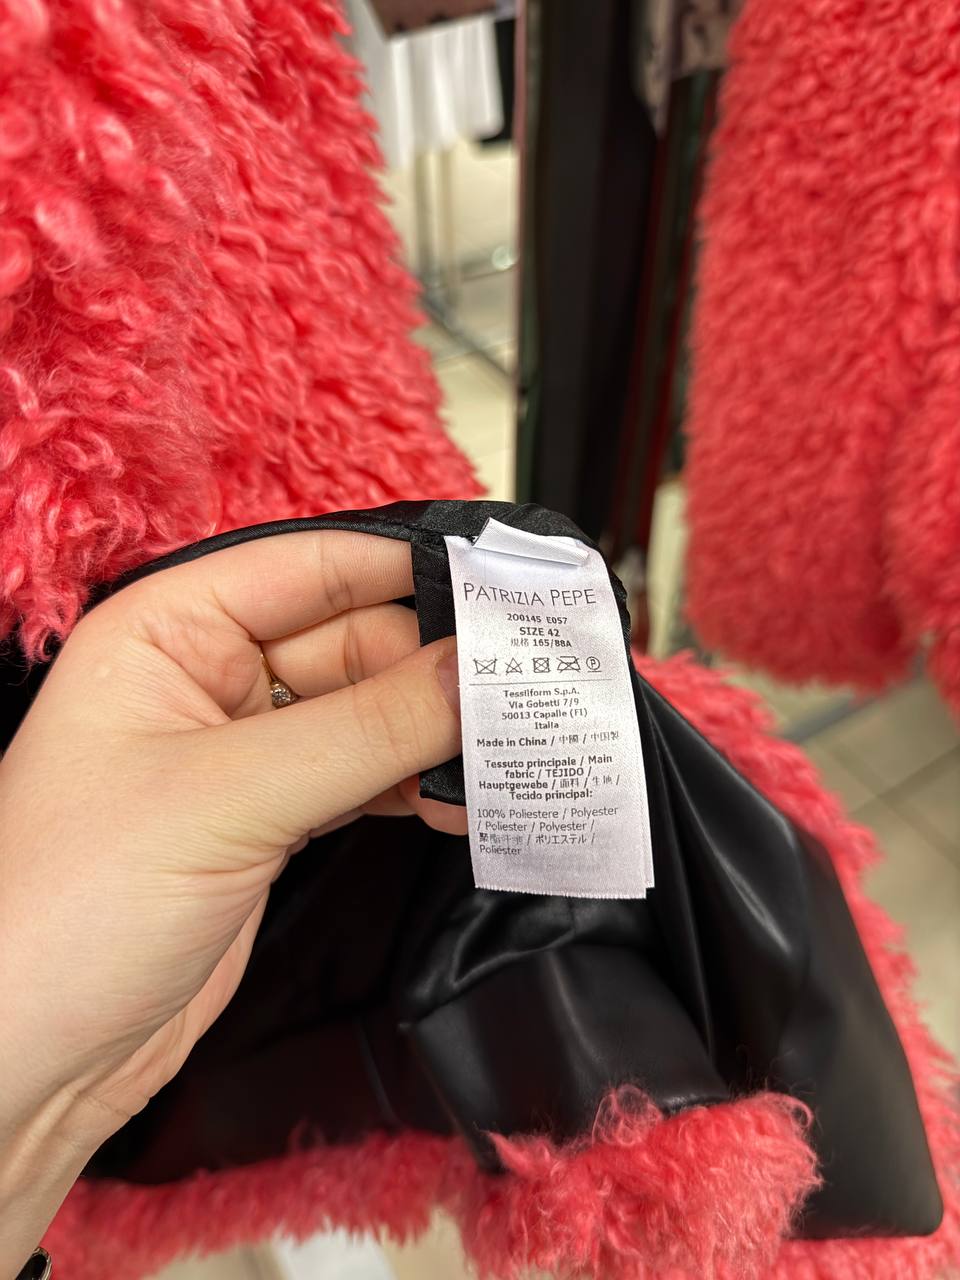 PATRIZIA PEPE
2O0145 E057
SIZE 42
規格 165/88A
P
Tessilform S.p.A.
Via Gobetti 7/9
50013 Capalle (FI)
Italia
Made in China / 中國 / 中国製
Tessuto principale / Main
fabric / TEJIDO /
Hauptgewebe / 面料 / 生地 /
Tecido principal:
100% Poliestere / Polyester
/ Poliester / Polyester /
聚酯纤维 / ポリエステル /
Poliéster